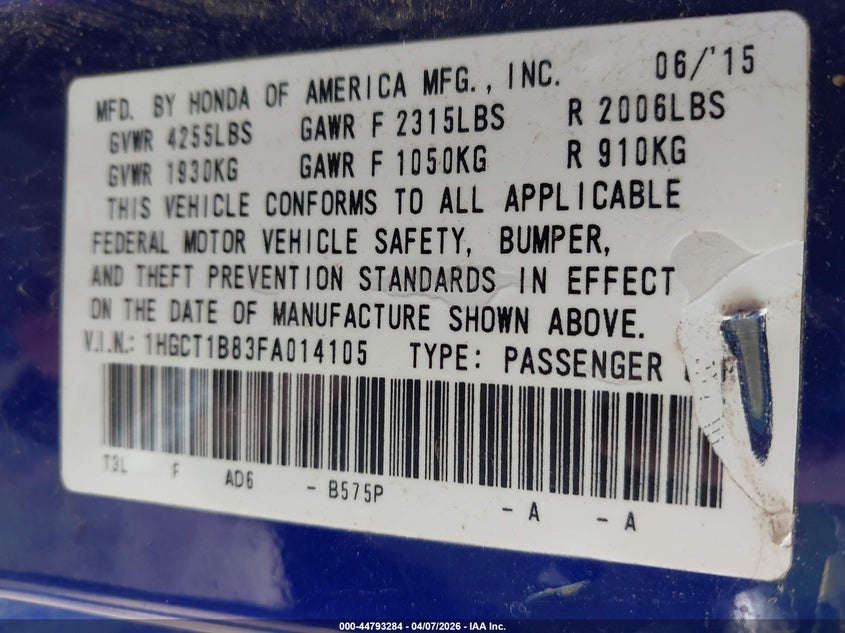 MFD. BY HONDA OF AMERICA MFG., INC. 06/'15
GVWR 4255LBS GAWR F 2315LBS R 2006LBS
GVWR 1930KG GAWR F 1050KG R 910KG
THIS VEHICLE CONFORMS TO ALL APPLICABLE
FEDERAL MOTOR VEHICLE SAFETY, BUMPER,
AND THEFT PREVENTION STANDARDS IN EFFECT
ON THE DATE OF MANUFACTURE SHOWN ABOVE.
V.I.N.: 1HGCT1B83FA014105 TYPE: PASSENGER
T3L F AD6 - B575P - A - A
000-44793284 - 04/07/2026 - IAA Inc.